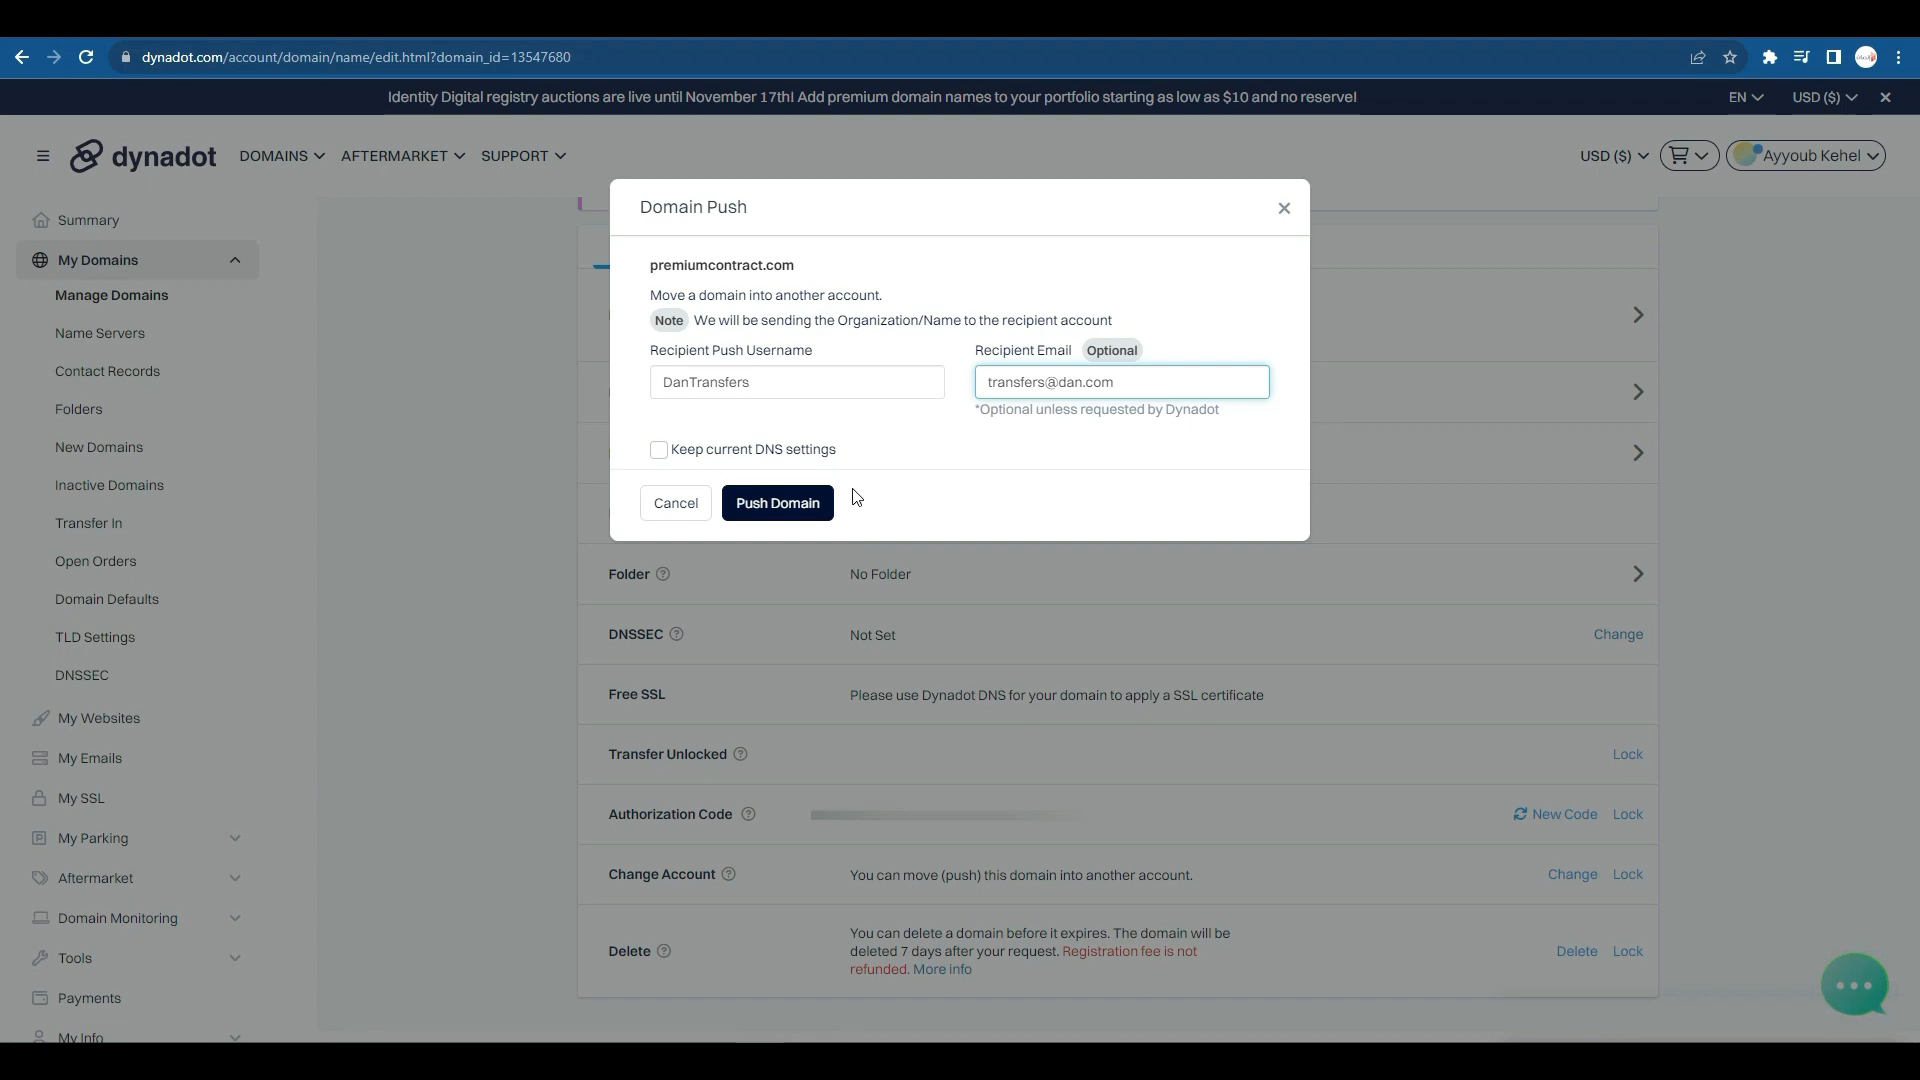 dynadot.com/account/domain/name/edit.html?domain_id=13547680
Identity Digital registry auctions are live until November 17th! Add premium domain names to your portfolio starting as low as $10 and no reserve!
EN
USD ($)
dynadot
DOMAINS
AFTERMARKET
SUPPORT
USD ($)
Ayyoub Kehel
Summary
My Domains
Manage Domains
Name Servers
Contact Records
Folders
New Domains
Inactive Domains
Transfer In
Open Orders
Domain Defaults
TLD Settings
DNSSEC
My Websites
My Emails
My SSL
My Parking
Aftermarket
Domain Monitoring
Tools
Payments
My Info
Domain Push
premiumcontract.com
Move a domain into another account.
Note We will be sending the Organization/Name to the recipient account
Recipient Push Username
Recipient Email Optional
DanTransfers
transfers@dan.com
*Optional unless requested by Dynadot
Keep current DNS settings
Cancel
Push Domain
Folder
No Folder
DNSSEC
Not Set
Change
Free SSL
Please use Dynadot DNS for your domain to apply a SSL certificate
Transfer Unlocked
Lock
Authorization Code
New Code Lock
Change Account
You can move (push) this domain into another account.
Change Lock
Delete
You can delete a domain before it expires. The domain will be
deleted 7 days after your request. Registration fee is not
refunded. More info
Delete Lock